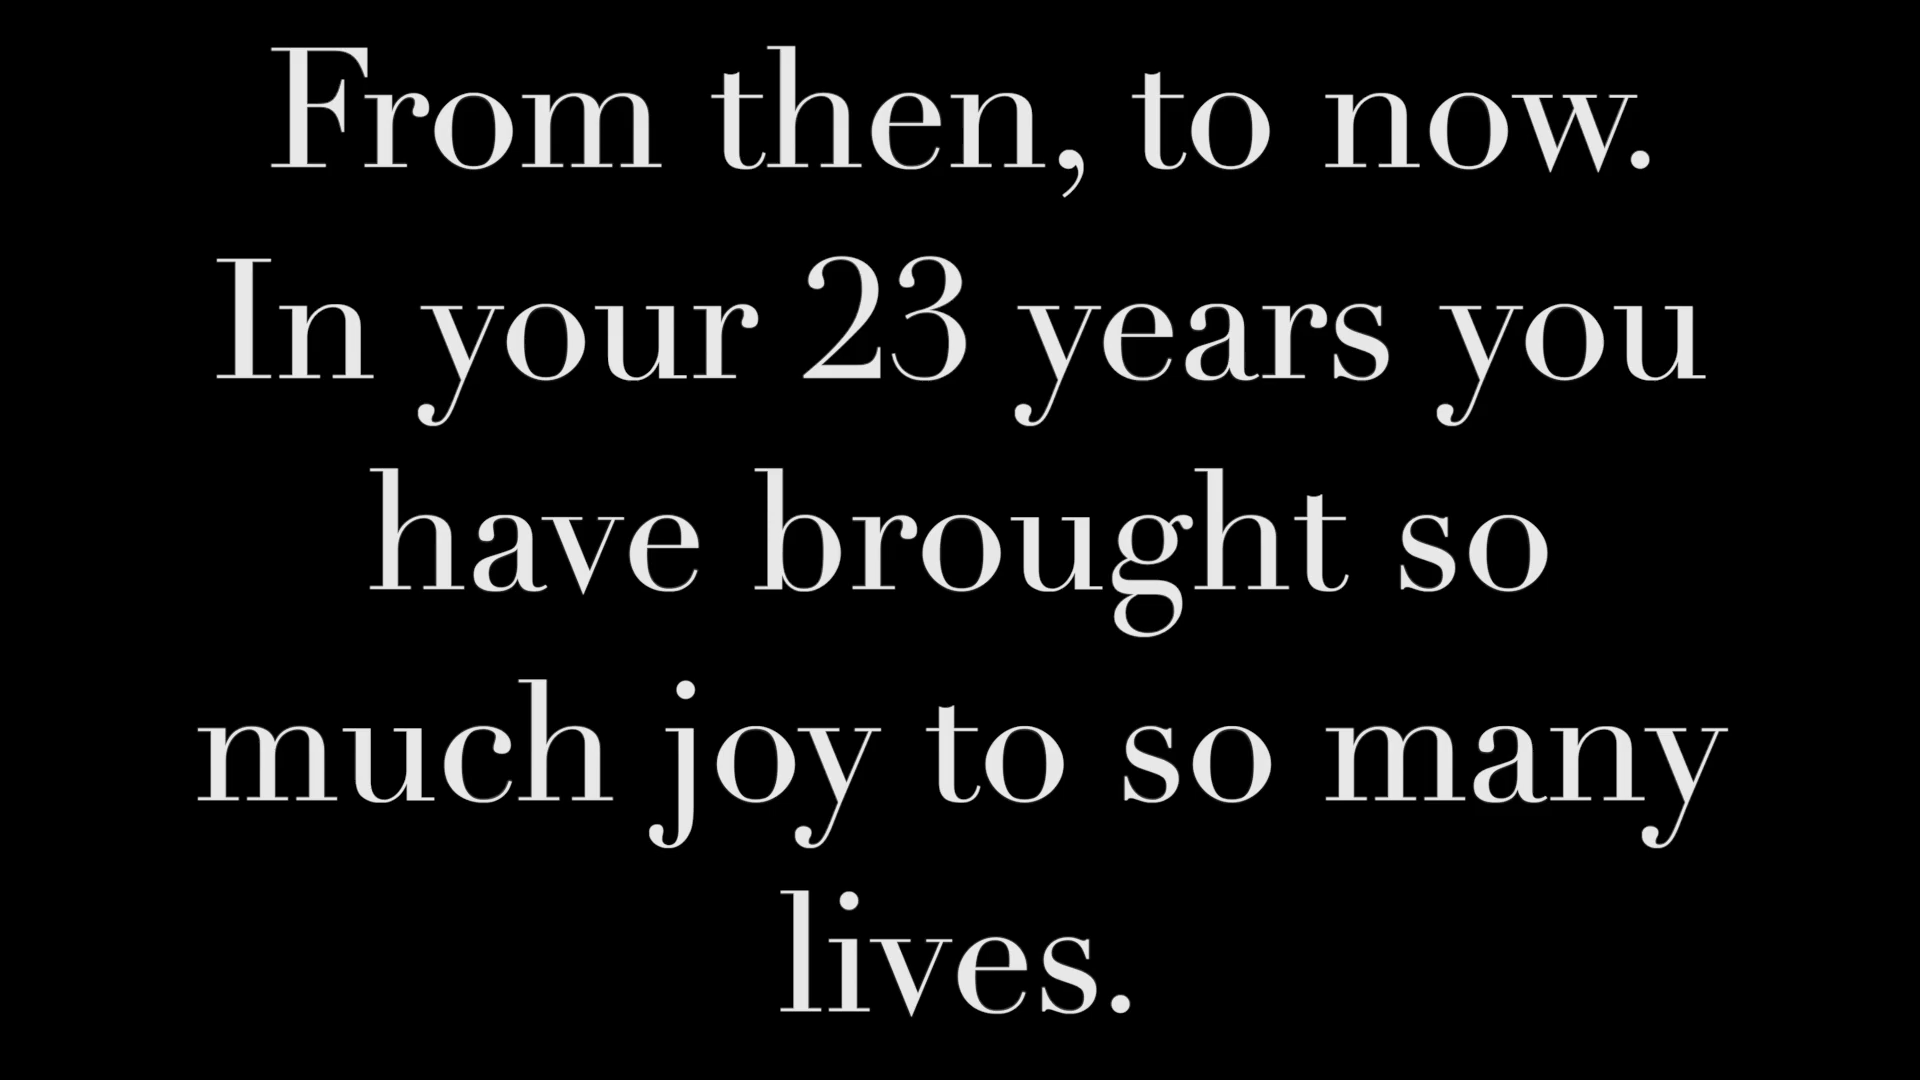 From then, to now.
In your 23 years you
have brought so
much joy to so many
lives.